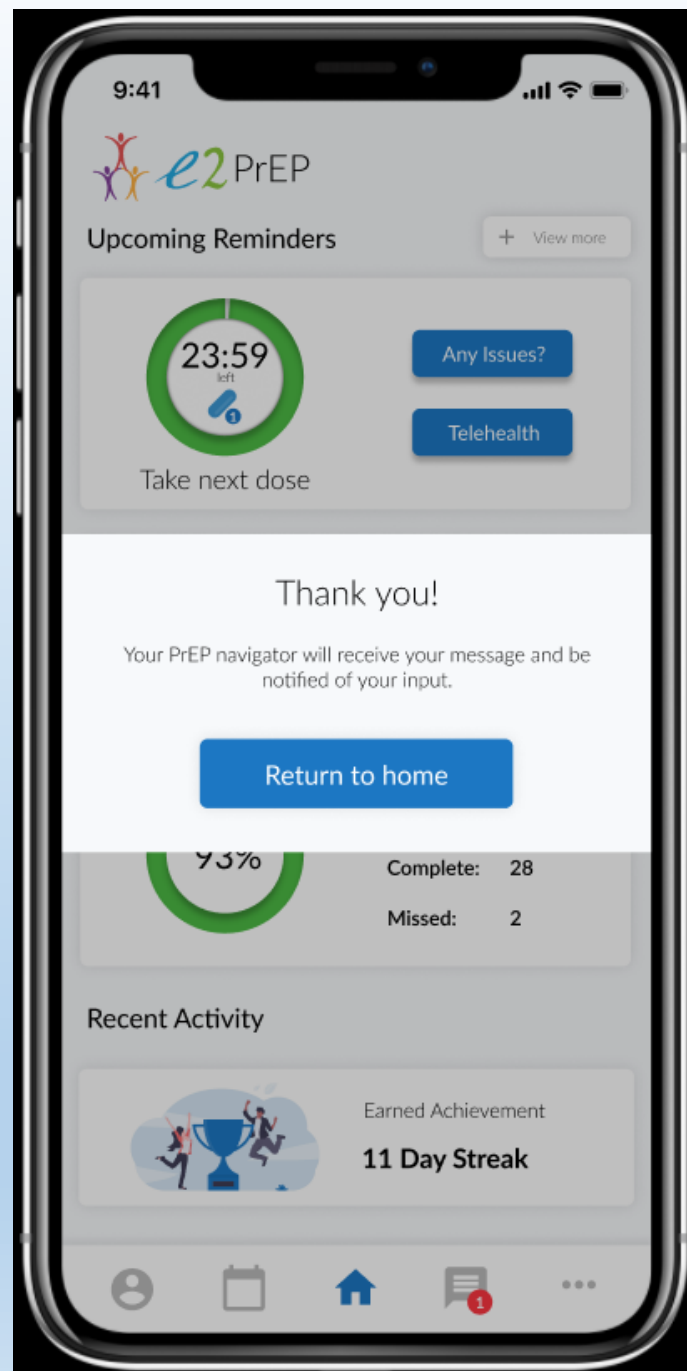 9:41
e2 PrEP
Upcoming Reminders
+ View more
23:59
left
1
Take next dose
Any Issues?
Telehealth
Thank you!
Your PrEP navigator will receive your message and be
notified of your input.
Return to home
93%
Complete: 28
Missed: 2
Recent Activity
Earned Achievement
11 Day Streak
1